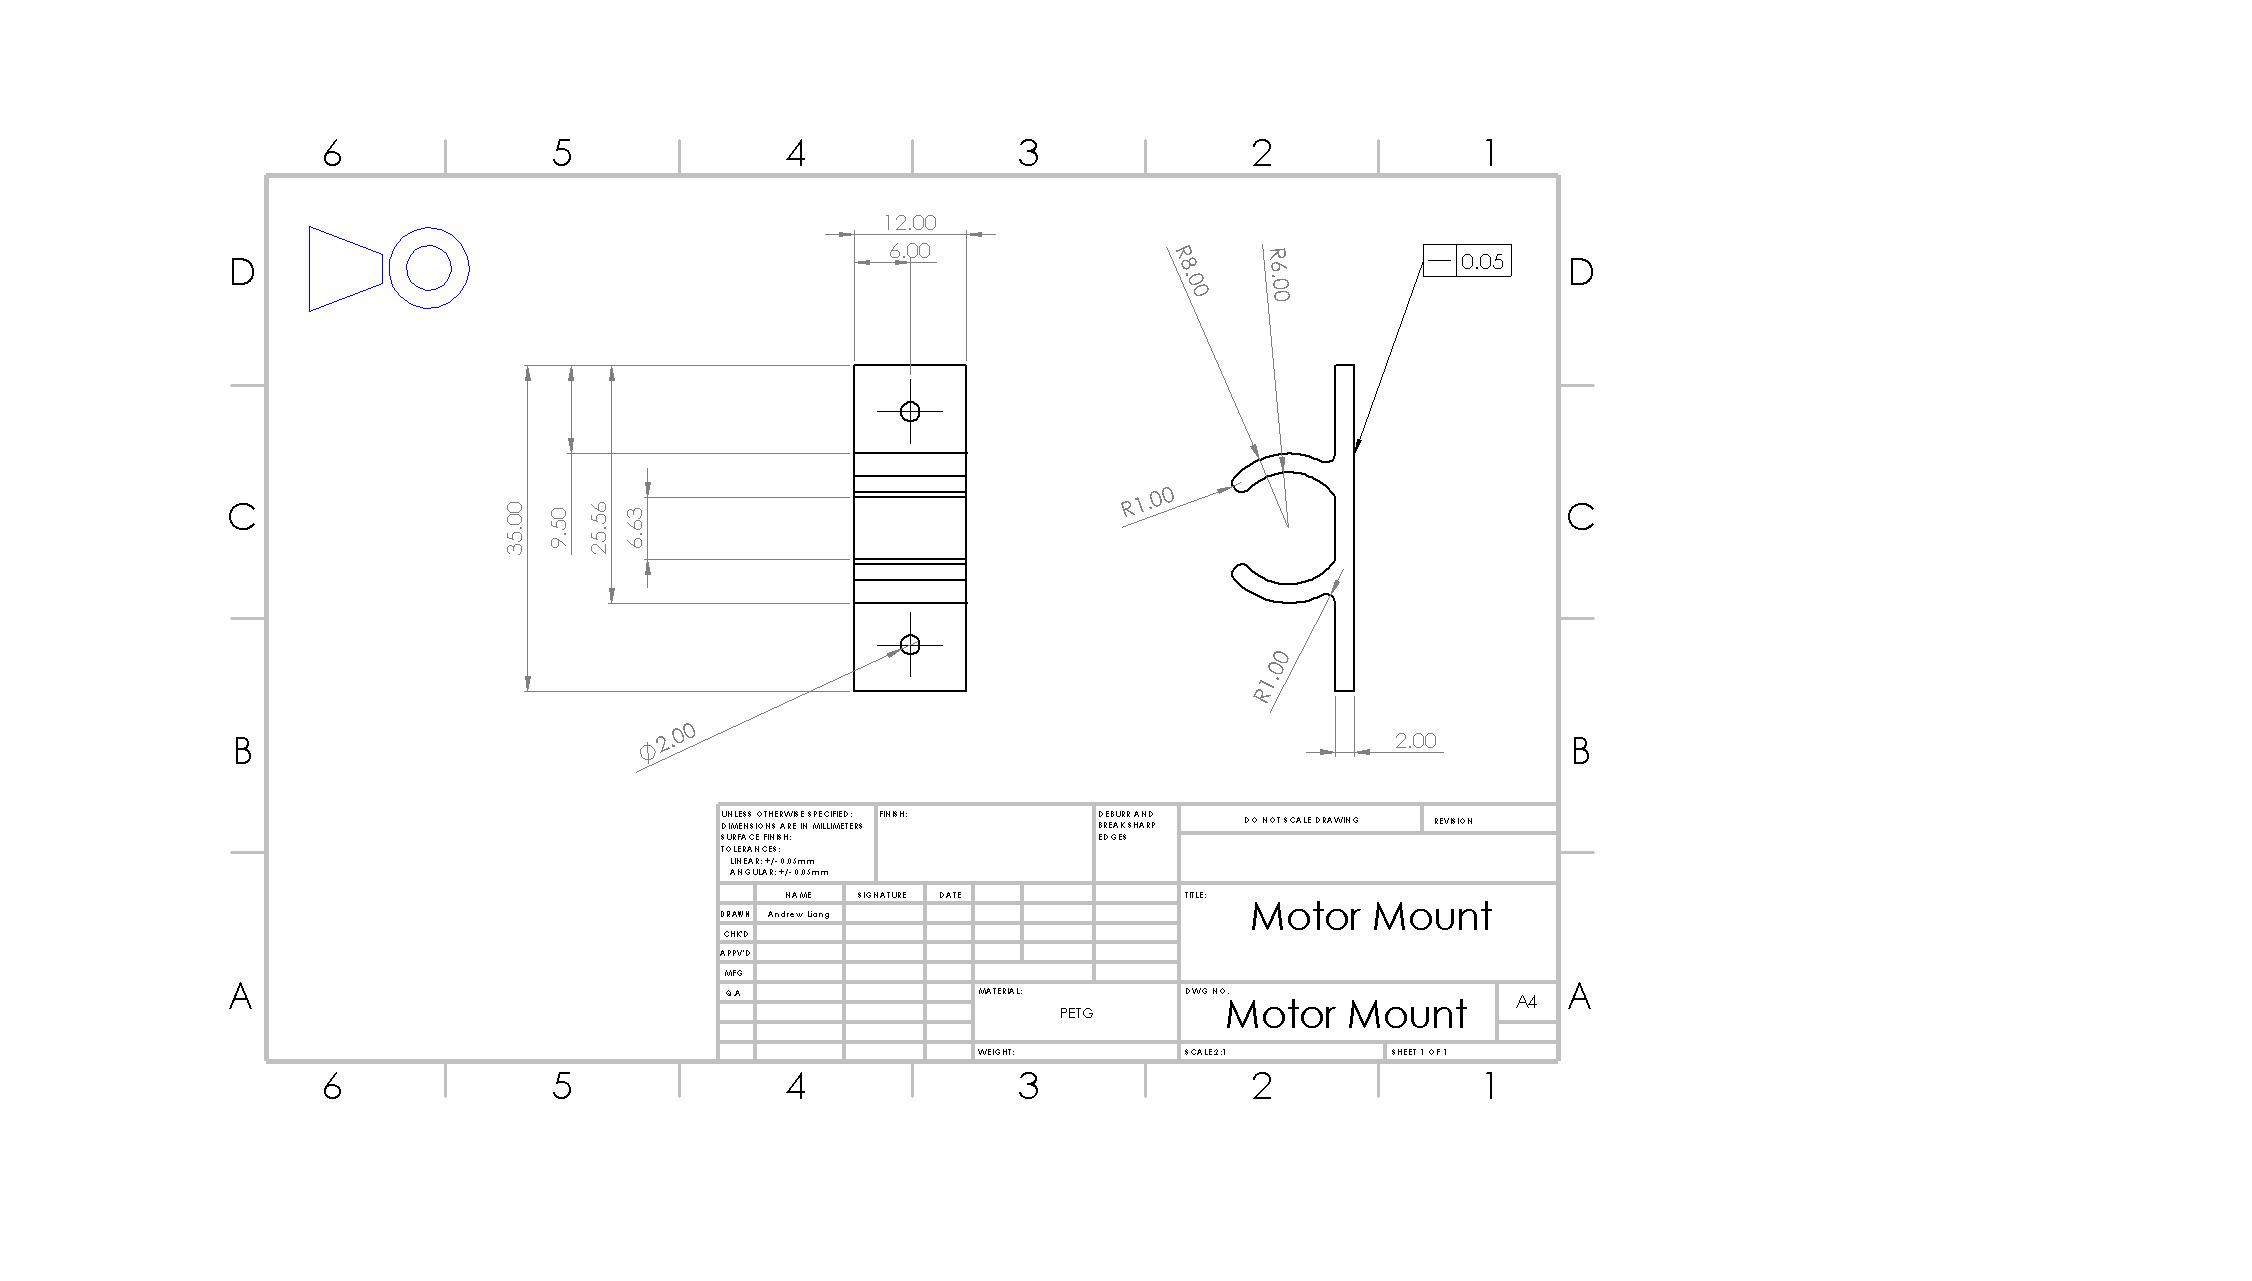 6 5 4 3 2 1
D D
C C
B B
A A
12.00
6.00
35.00
9.50
25.56
6.63
⌀2.00
R8.00
R6.00
R1.00
R1.00
2.00
— 0.05
UNLESS OTHERWISE SPECIFIED:
DIMENSIONS ARE IN MILLIMETERS
SURFACE FINISH:
TOLERANCES:
LINEAR: +/- 0.05mm
ANGULAR: +/- 0.05mm
FINISH:
DEBURR AND
BREAK SHARP
EDGES
DO NOT SCALE DRAWING
REVISION
NAME SIGNATURE DATE
DRAWN Andrew Liang
CHK'D
APPV'D
MFG
Q.A
TITLE:
Motor Mount
MATERIAL:
PETG
DWG NO.
Motor Mount
A4
WEIGHT:
SCALE:2:1
SHEET 1 OF 1
6 5 4 3 2 1